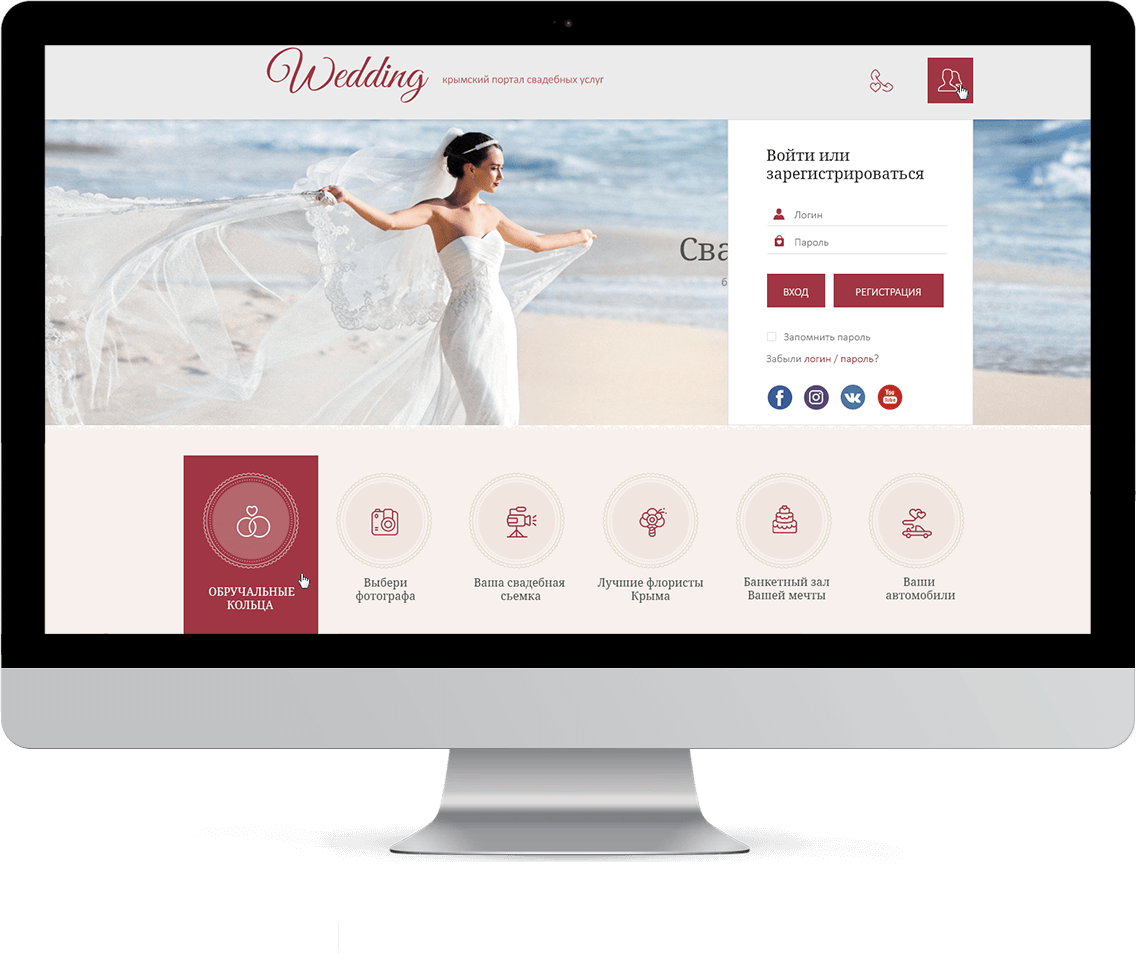 Wedding
крымский портал свадебных услуг
Войти или
зарегистрироваться
Логин
Пароль
Сва
б
ВХОД
РЕГИСТРАЦИЯ
Запомнить пароль
Забыли логин / пароль?
You
Tube
ОБРУЧАЛЬНЫЕ
КОЛЬЦА
Выбери
фотографа
Ваша свадебная
сьемка
Лучшие флористы
Крыма
Банкетный зал
Вашей мечты
Ваши
автомобили